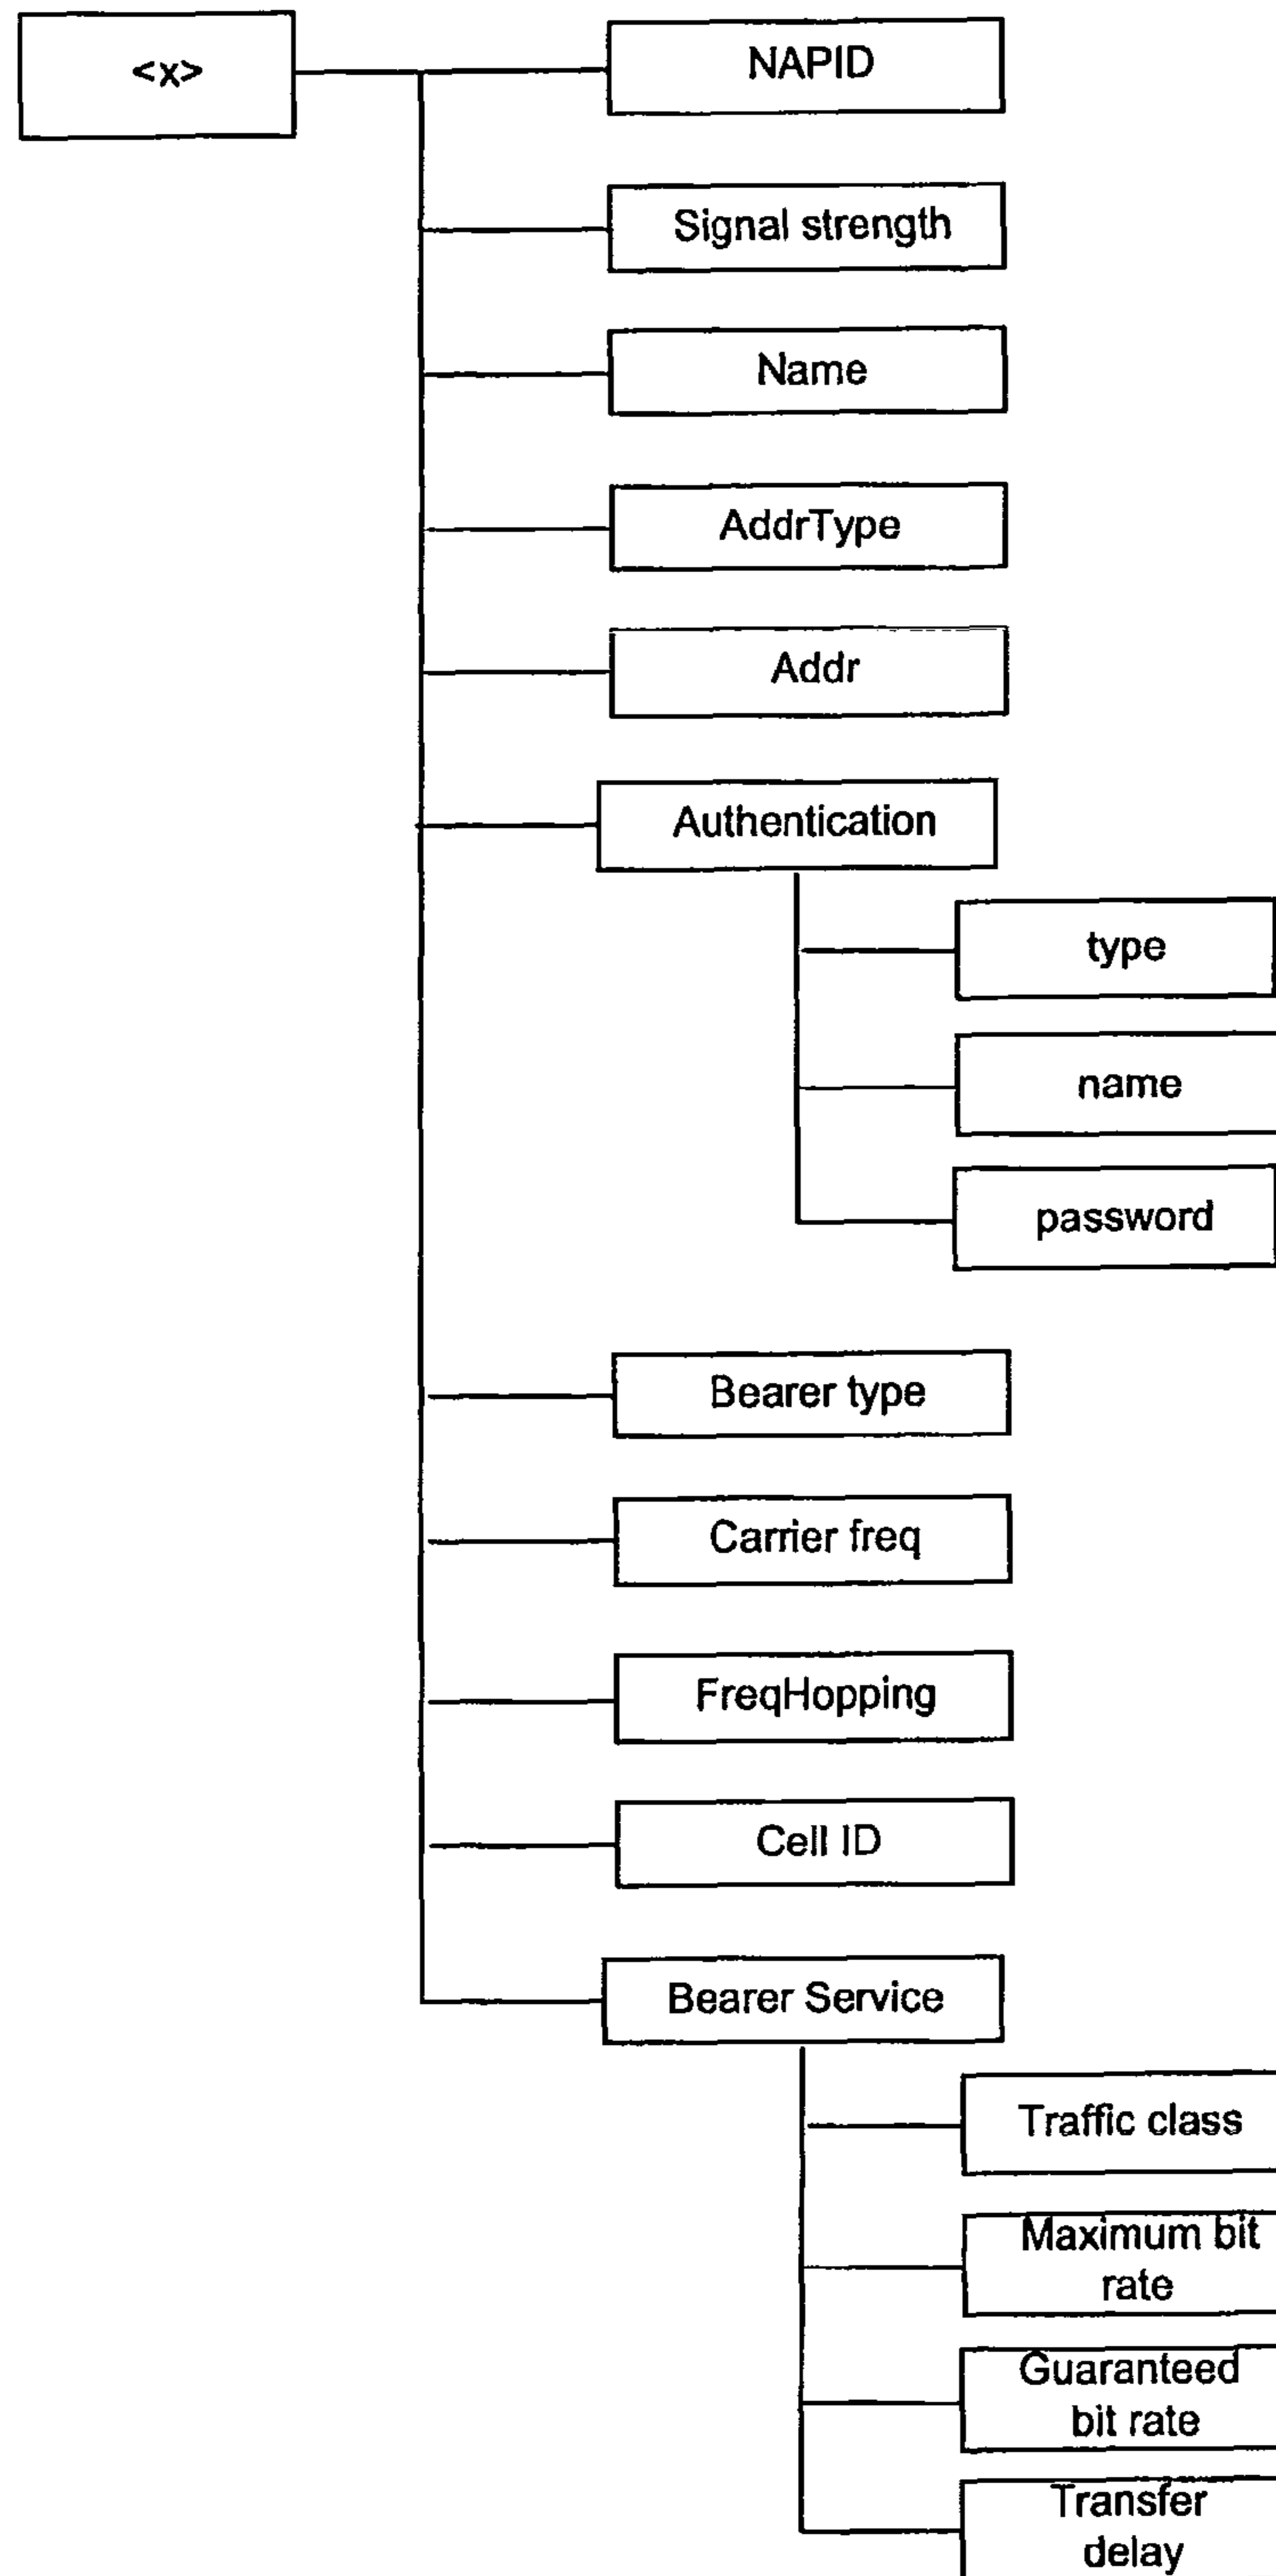 <x>
NAPID
Signal strength
Name
AddrType
Addr
Authentication
type
name
password
Bearer type
Carrier freq
FreqHopping
Cell ID
Bearer Service
Traffic class
Maximum bit
rate
Guaranteed
bit rate
Transfer
delay